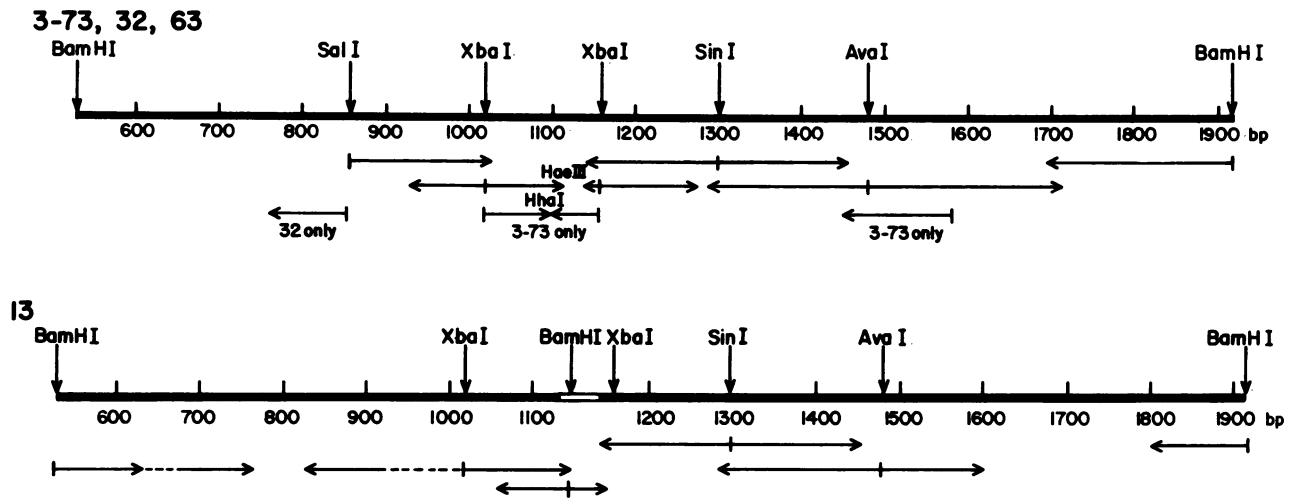 3-73, 32, 63
BamHI SalI XbaI XbaI SinI AvaI BamHI
600 700 800 900 1000 1100 1200 1300 1400 1500 1600 1700 1800 1900 bp
HaeIII
HhaI
32 only 3-73 only 3-73 only
13
BamHI XbaI BamHI XbaI SinI AvaI BamHI
600 700 800 900 1000 1100 1200 1300 1400 1500 1600 1700 1800 1900 bp